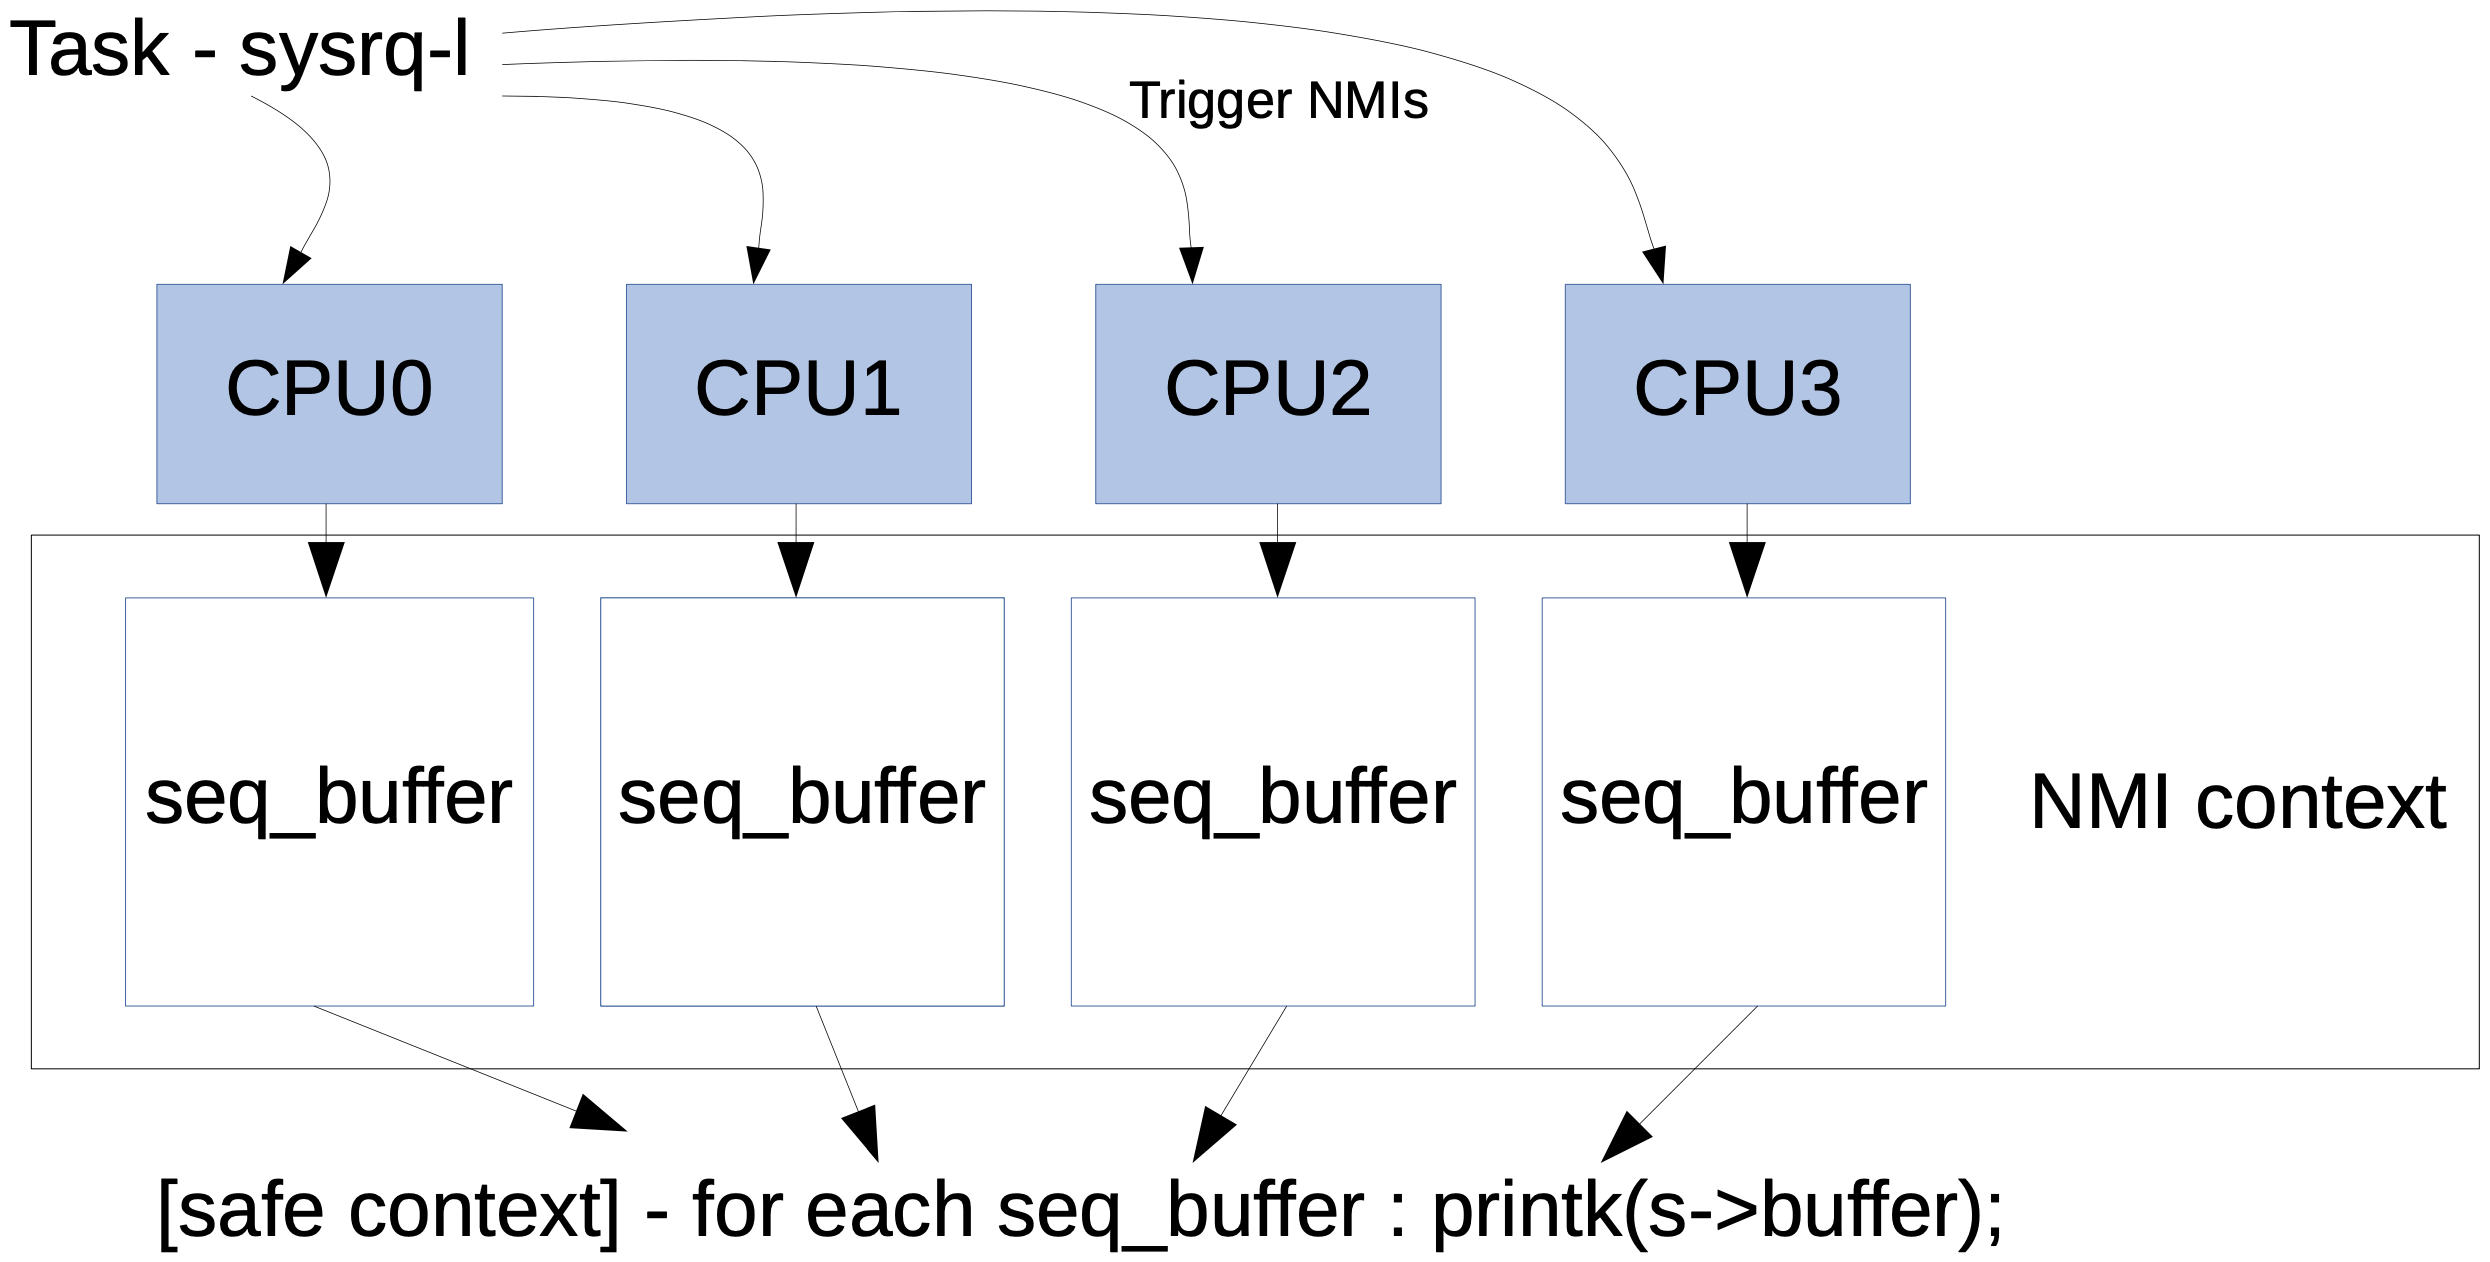 Task - sysrq-l
Trigger NMIs
CPU0
CPU1
CPU2
CPU3
seq_buffer
seq_buffer
seq_buffer
seq_buffer
NMI context
[safe context] - for each seq_buffer : printk(s->buffer);